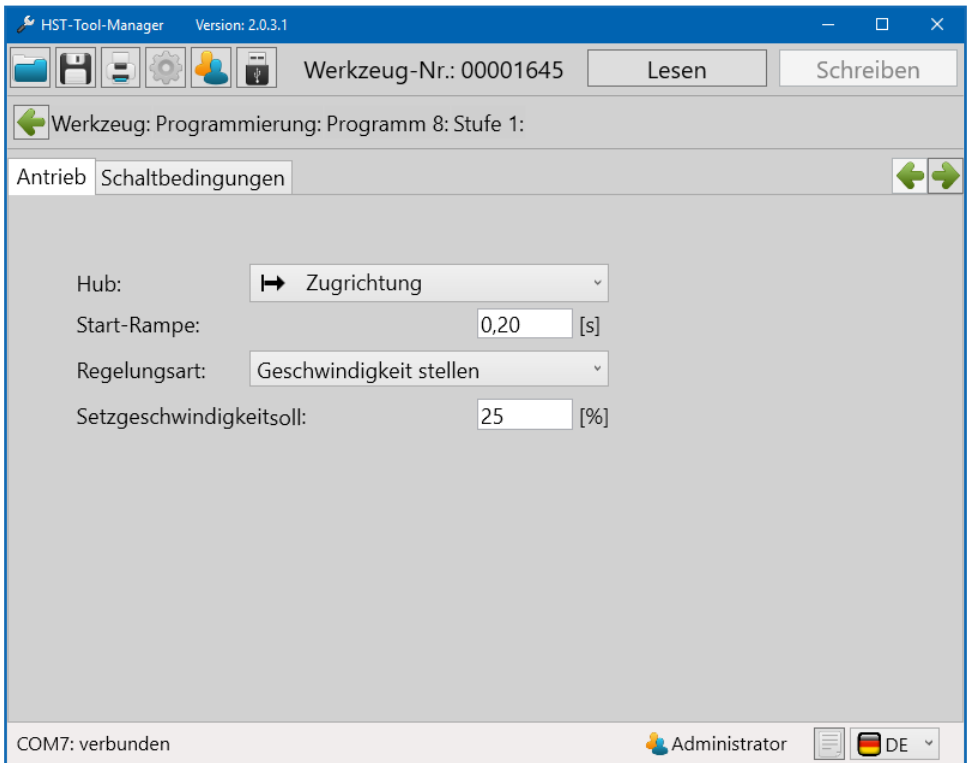 HST-Tool-Manager Version: 2.0.3.1
Werkzeug-Nr.: 00001645 Lesen Schreiben
Werkzeug: Programmierung: Programm 8: Stufe 1:
Antrieb Schaltbedingungen
Hub: Zugrichtung
Start-Rampe: 0,20 [s]
Regelungsart: Geschwindigkeit stellen
Setzgeschwindigkeitsoll: 25 [%]
COM7: verbunden Administrator DE